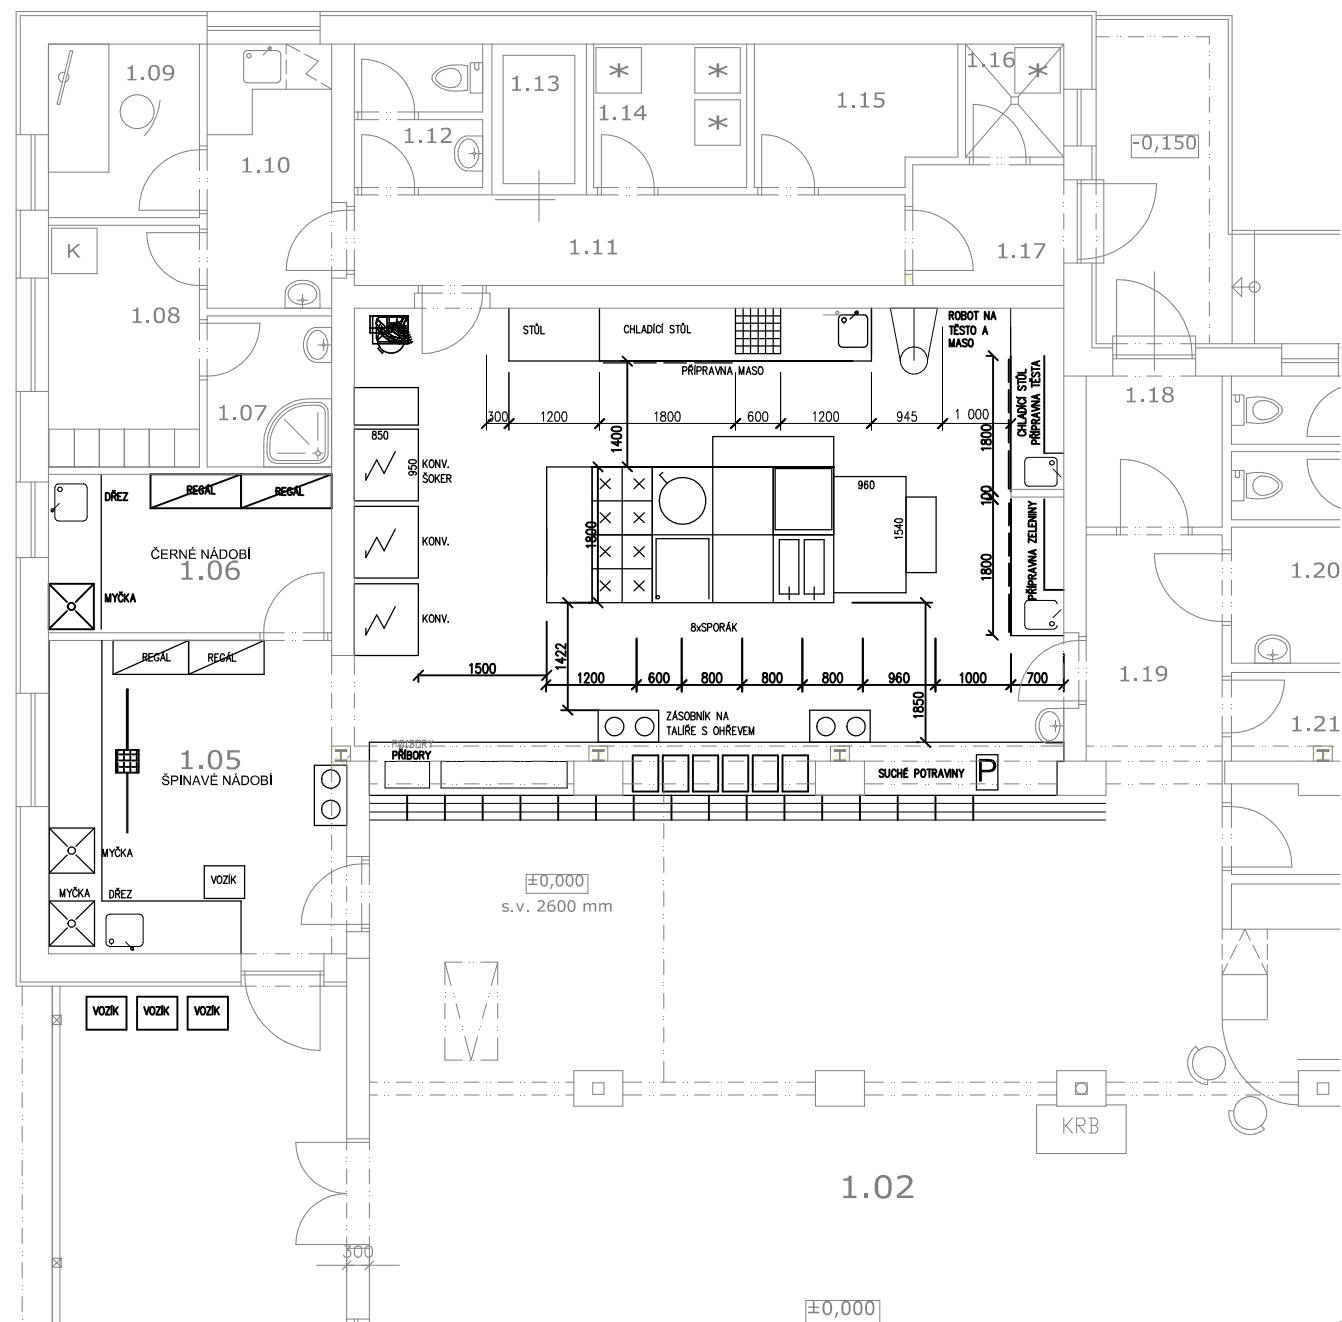 1.09
1.10
1.12
1.13
1.14
1.15
1.16
-0,150
K
1.11
1.17
1.08
1.07
STŮL
CHLADÍCÍ STŮL
ROBOT NA
TĚSTO A
MASO
PŘÍPRAVNA MASO
300
1200
1800
600
1200
945
1 000
1400
1800
CHLADÍCÍ STŮL
PŘÍPRAVNA TĚSTA
1.18
850
950
KONV.
ŠOKER
KONV.
KONV.
DŘEZ
REGÁL
REGÁL
ČERNÉ NÁDOBÍ
1.06
MYČKA
1800
960
1540
100
1800
PŘÍPRAVNA ZELENINY
1.20
8xSPORÁK
REGÁL
REGÁL
1500
1422
1200
600
800
800
800
960
1000
700
1850
1.19
1.21
ZÁSOBNÍK NA
TALÍŘE S OHŘEVEM
PŘÍBORY
PŘÍBORY
H
H
H
H
SUCHÉ POTRAVINY
P
1.05
ŠPINAVÉ NÁDOBÍ
MYČKA
MYČKA
DŘEZ
VOZÍK
±0,000
s.v. 2600 mm
VOZÍK
VOZÍK
VOZÍK
KRB
1.02
300
±0,000